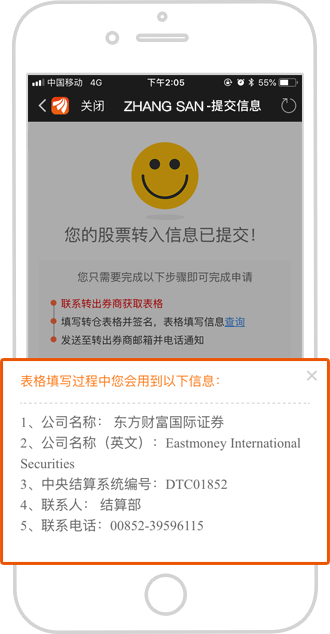 中国移动 4G 下午2:05 55%
关闭 ZHANG SAN -提交信息
您的股票转入信息已提交！
您只需要完成以下步骤即可完成申请
联系转出券商获取表格
填写转仓表格并签名，表格填写信息查询
发送至转出券商邮箱并电话通知
表格填写过程中您会用到以下信息：
1、公司名称： 东方财富国际证券
2、公司名称（英文）：Eastmoney International
Securities
3、中央结算系统编号：DTC01852
4、联系人： 结算部
5、联系电话：00852-39596115